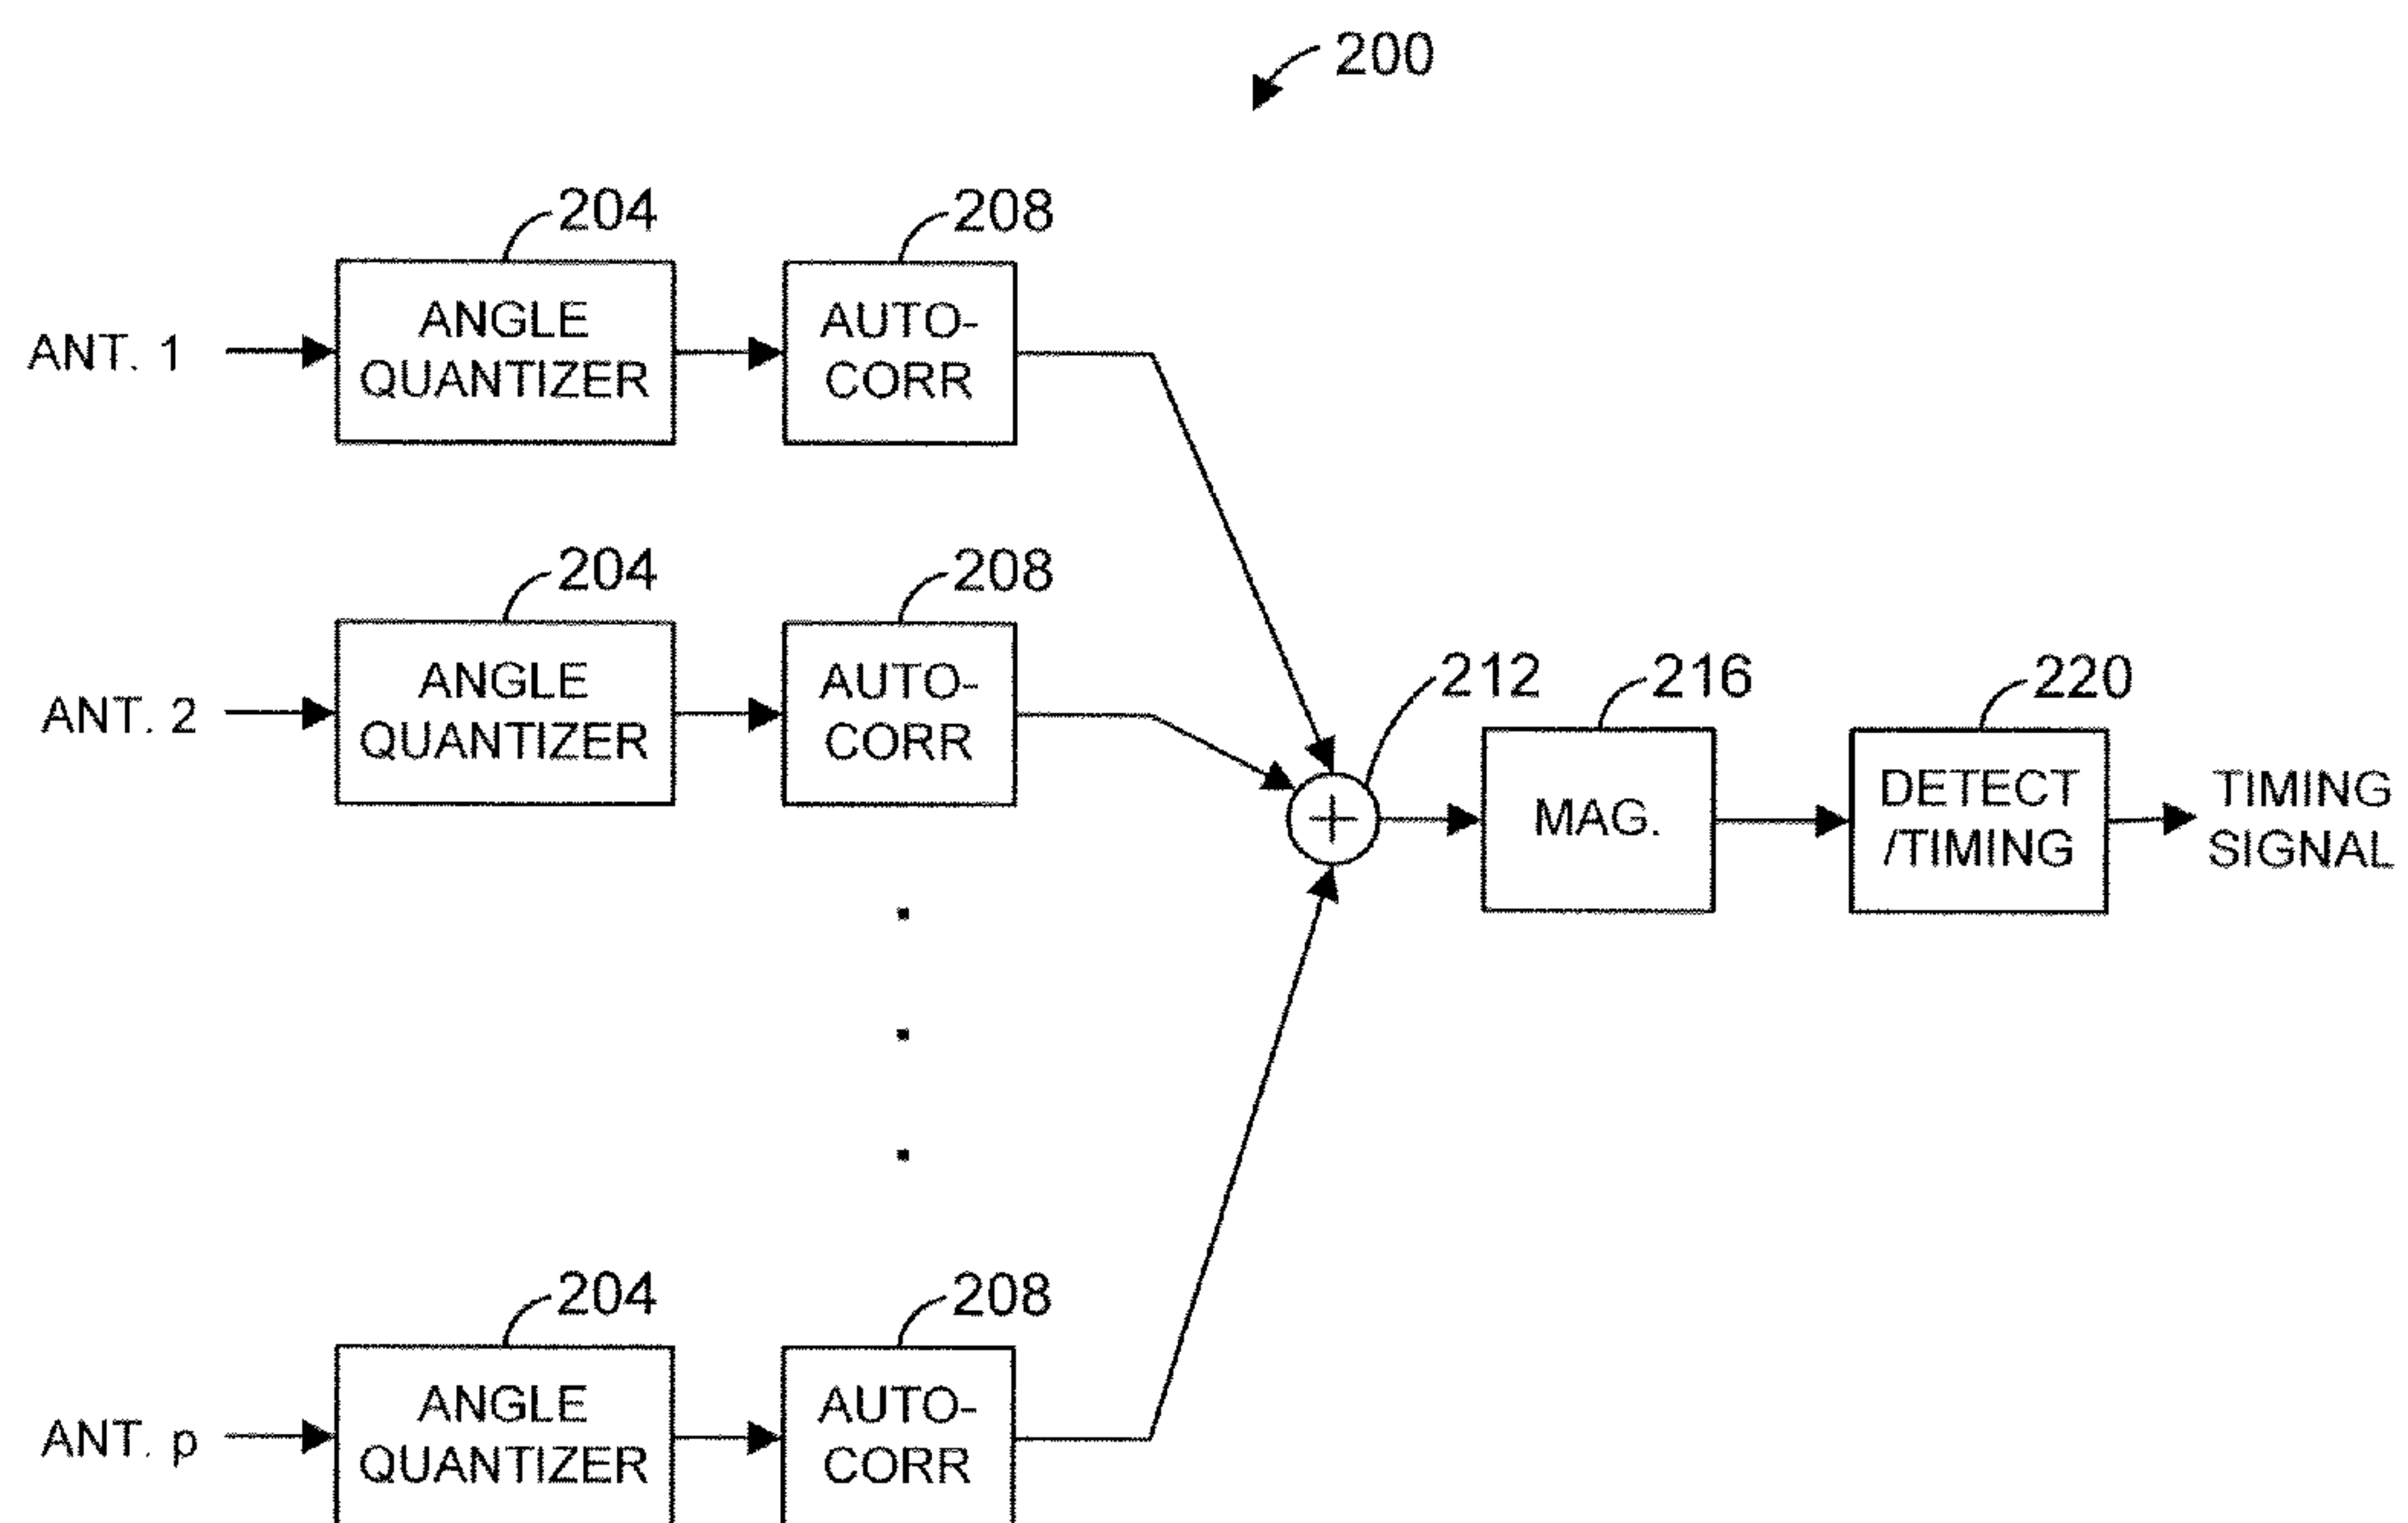 200
204
208
ANT. 1
ANGLE
QUANTIZER
AUTO-
CORR
204
208
ANT. 2
ANGLE
QUANTIZER
AUTO-
CORR
212
216
220
MAG.
DETECT
/TIMING
TIMING
SIGNAL
204
208
ANT. p
ANGLE
QUANTIZER
AUTO-
CORR